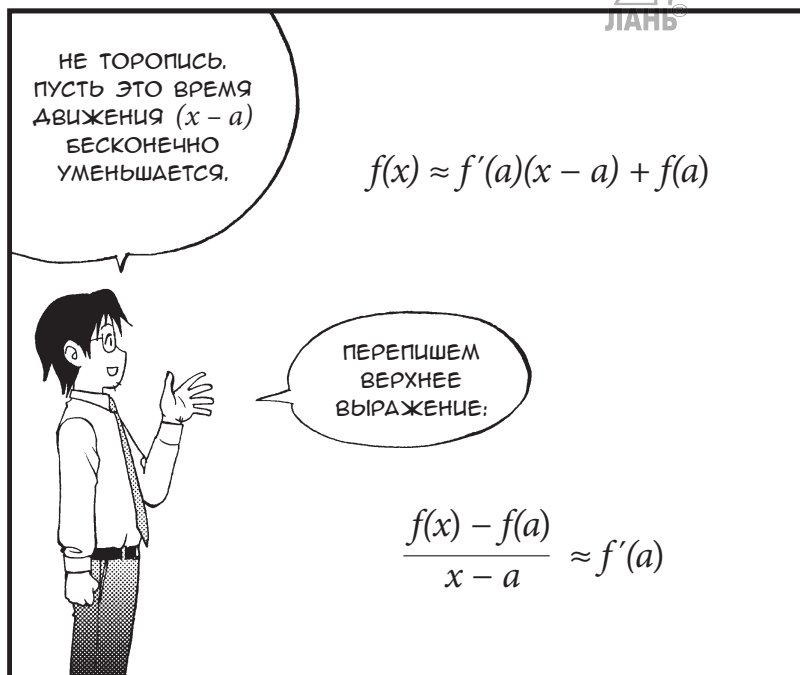 ЛАНЬ®
НЕ ТОРОПИСЬ.
ПУСТЬ ЭТО ВРЕМЯ
ДВИЖЕНИЯ (x – a)
БЕСКОНЕЧНО
УМЕНЬШАЕТСЯ.
f(x) ≈ f′(a)(x – a) + f(a)
ПЕРЕПИШЕМ
ВЕРХНЕЕ
ВЫРАЖЕНИЕ:
f(x) – f(a)
x – a
≈ f′(a)